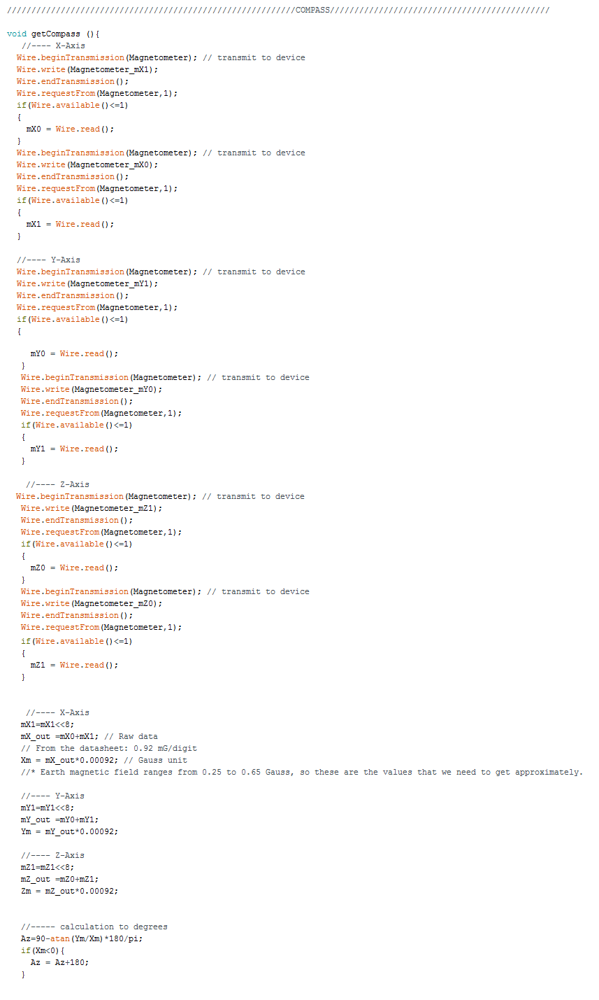 ///////////////////////////////////////////////////////////COMPASS/////////////////////////////////////////////
void getCompass (){
//---- X-Axis
Wire.beginTransmission(Magnetometer); // transmit to device
Wire.write(Magnetometer_mX1);
Wire.endTransmission();
Wire.requestFrom(Magnetometer,1);
if(Wire.available()<=1)
{
mX0 = Wire.read();
}
Wire.beginTransmission(Magnetometer); // transmit to device
Wire.write(Magnetometer_mX0);
Wire.endTransmission();
Wire.requestFrom(Magnetometer,1);
if(Wire.available()<=1)
{
mX1 = Wire.read();
}
//---- Y-Axis
Wire.beginTransmission(Magnetometer); // transmit to device
Wire.write(Magnetometer_mY1);
Wire.endTransmission();
Wire.requestFrom(Magnetometer,1);
if(Wire.available()<=1)
{
mY0 = Wire.read();
}
Wire.beginTransmission(Magnetometer); // transmit to device
Wire.write(Magnetometer_mY0);
Wire.endTransmission();
Wire.requestFrom(Magnetometer,1);
if(Wire.available()<=1)
{
mY1 = Wire.read();
}
//---- Z-Axis
Wire.beginTransmission(Magnetometer); // transmit to device
Wire.write(Magnetometer_mZ1);
Wire.endTransmission();
Wire.requestFrom(Magnetometer,1);
if(Wire.available()<=1)
{
mZ0 = Wire.read();
}
Wire.beginTransmission(Magnetometer); // transmit to device
Wire.write(Magnetometer_mZ0);
Wire.endTransmission();
Wire.requestFrom(Magnetometer,1);
if(Wire.available()<=1)
{
mZ1 = Wire.read();
}
//---- X-Axis
mX1=mX1<<8;
mX_out =mX0+mX1; // Raw data
// From the datasheet: 0.92 mG/digit
Xm = mX_out*0.00092; // Gauss unit
//* Earth magnetic field ranges from 0.25 to 0.65 Gauss, so these are the values that we need to get approximately.
//---- Y-Axis
mY1=mY1<<8;
mY_out =mY0+mY1;
Ym = mY_out*0.00092;
//---- Z-Axis
mZ1=mZ1<<8;
mZ_out =mZ0+mZ1;
Zm = mZ_out*0.00092;
//----- calculation to degrees
Az=90-atan(Ym/Xm)*180/pi;
if(Xm<0){
Az = Az+180;
}